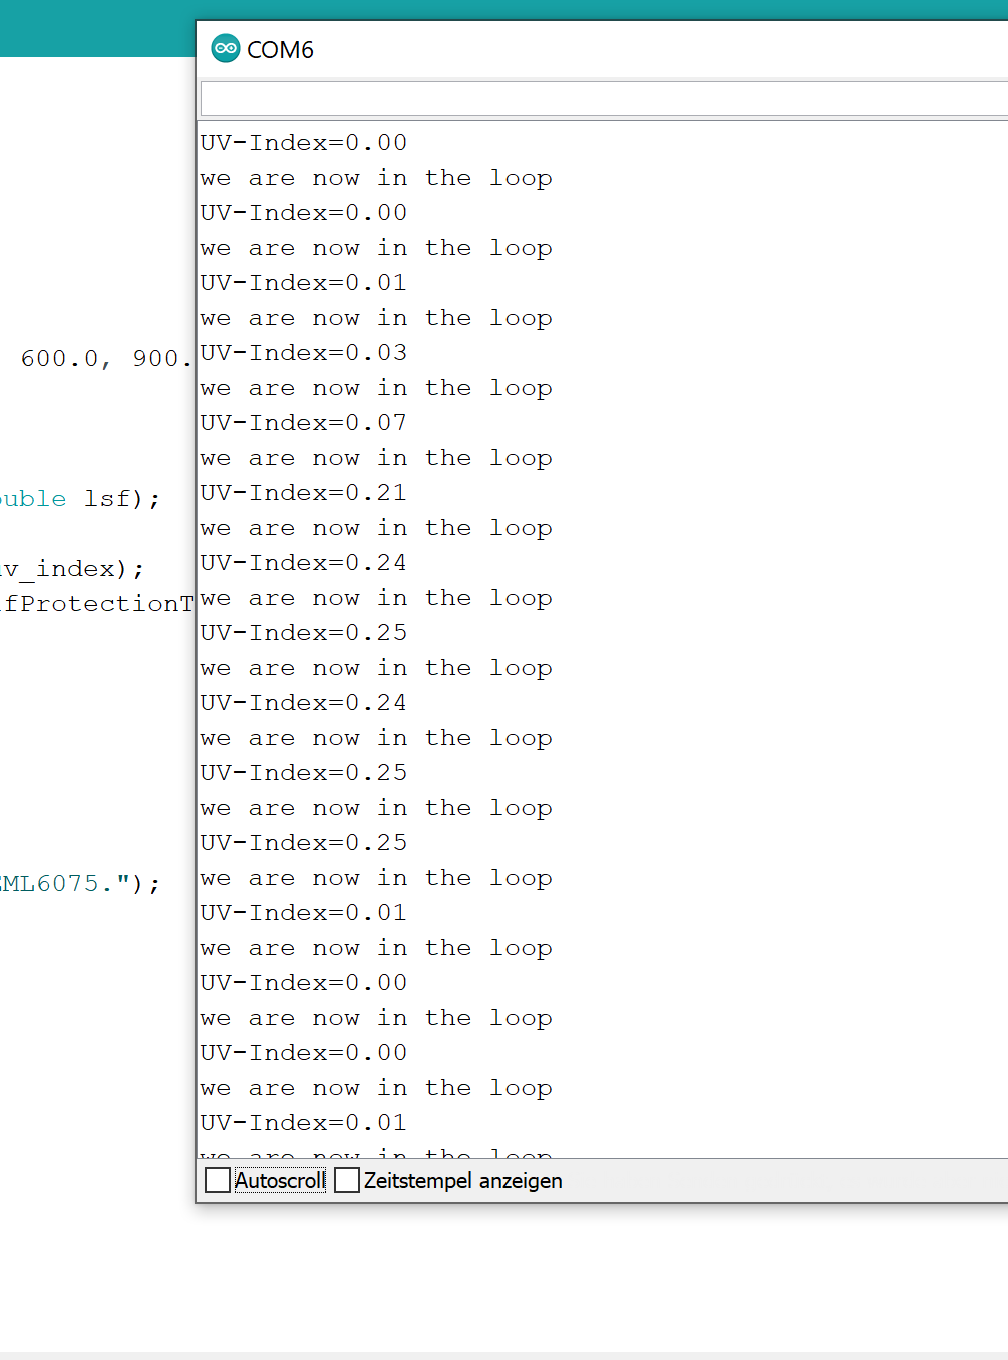 COM6
UV-Index=0.00
we are now in the loop
UV-Index=0.00
we are now in the loop
UV-Index=0.01
we are now in the loop
600.0, 900.
UV-Index=0.03
we are now in the loop
UV-Index=0.07
we are now in the loop
UV-Index=0.21
lsf);
we are now in the loop
UV-Index=0.24
v_index);
we are now in the loop
fProtectionT
UV-Index=0.25
we are now in the loop
UV-Index=0.24
we are now in the loop
UV-Index=0.25
we are now in the loop
UV-Index=0.25
we are now in the loop
ML6075.");
UV-Index=0.01
we are now in the loop
UV-Index=0.00
we are now in the loop
UV-Index=0.00
we are now in the loop
UV-Index=0.01
we are now in the loop
Autoscroll Zeitstempel anzeigen